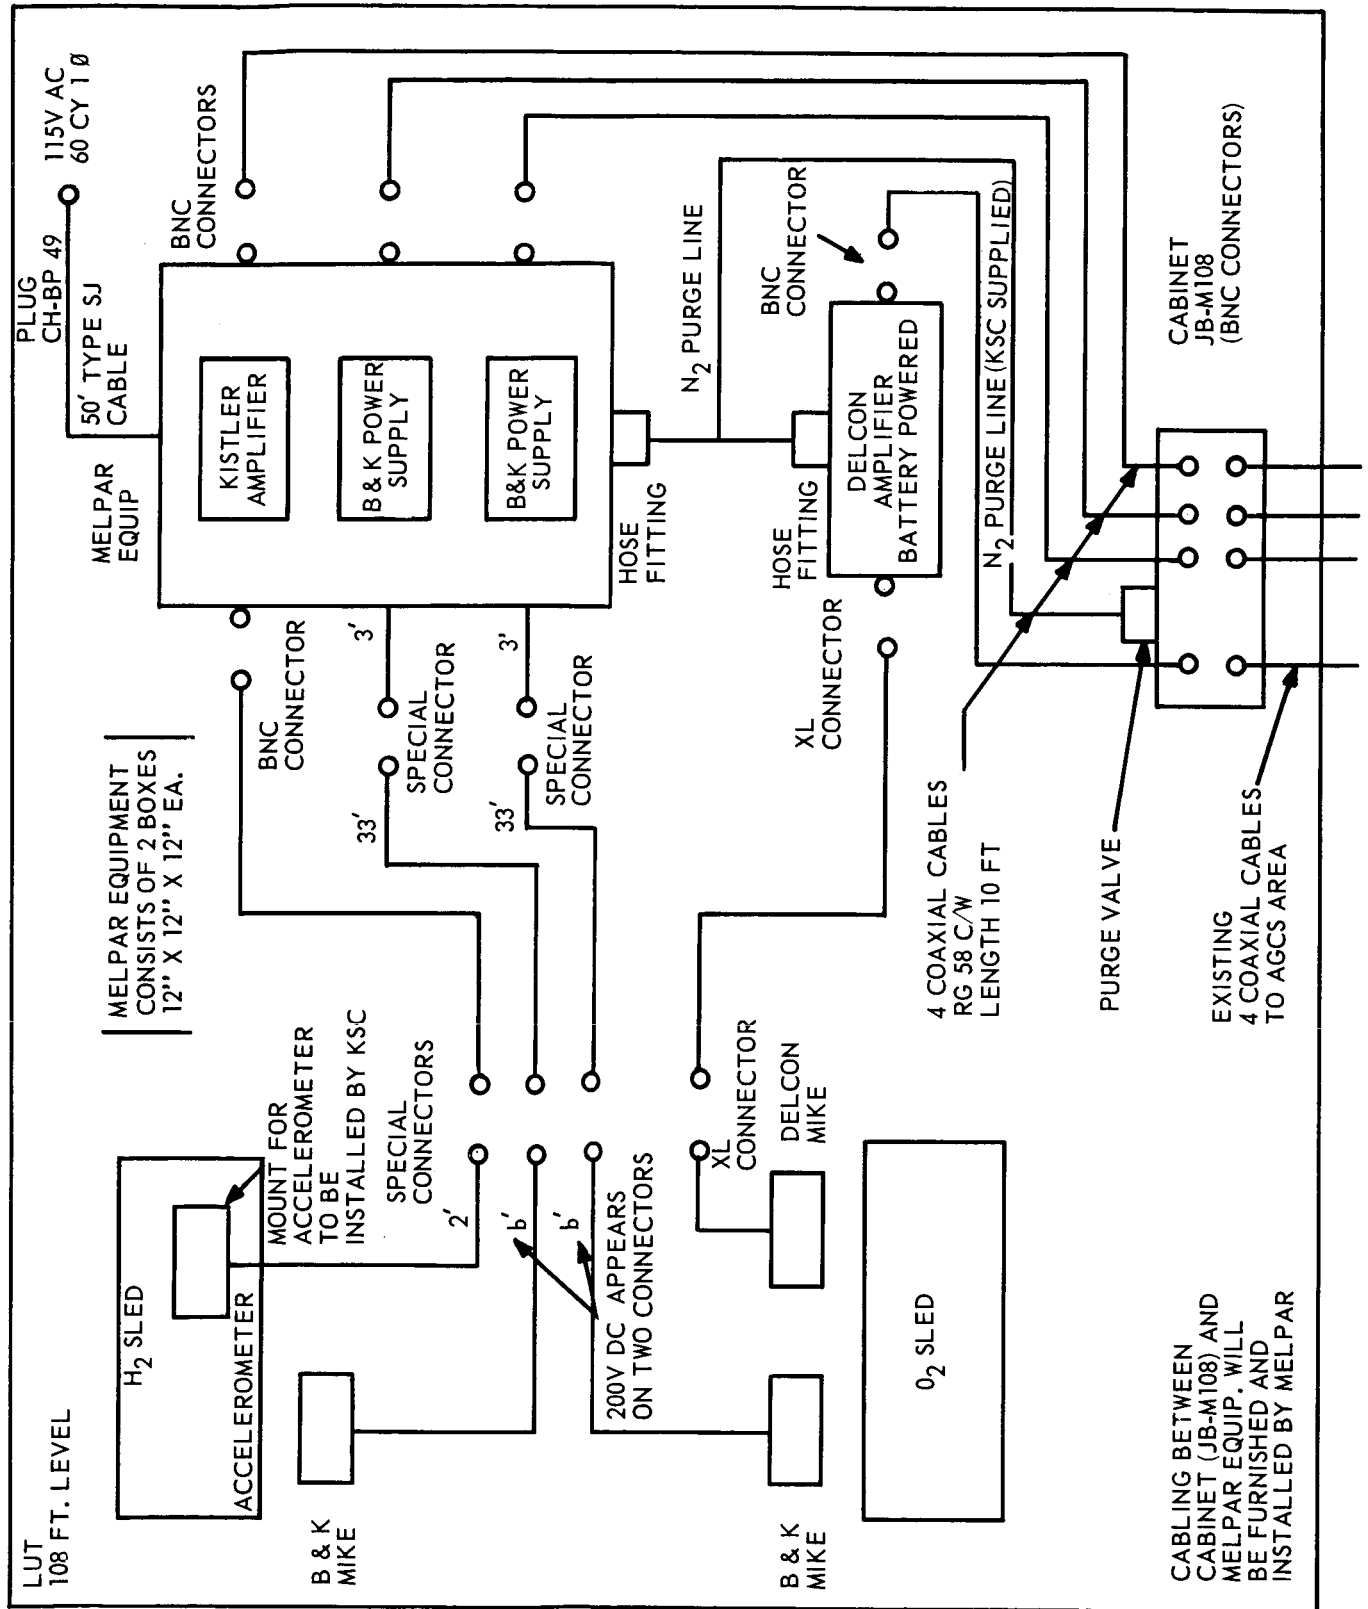 LUT
108 FT. LEVEL
H2 SLED
ACCELEROMETER
MOUNT FOR
ACCELEROMETER
TO BE
INSTALLED BY KSC
SPECIAL
CONNECTORS
2'
b'
b'
200V DC APPEARS
ON TWO CONNECTORS
B & K
MIKE
B & K
MIKE
XL
CONNECTOR
DELCON
MIKE
O2 SLED
CABLING BETWEEN
CABINET (JB-M108) AND
MELPAR EQUIP. WILL
BE FURNISHED AND
INSTALLED BY MELPAR
MELPAR EQUIPMENT
CONSISTS OF 2 BOXES
12" X 12" X 12" EA.
BNC
CONNECTOR
33'
SPECIAL
CONNECTOR
3'
33'
SPECIAL
CONNECTOR
3'
XL
CONNECTOR
4 COAXIAL CABLES
RG 58 C/W
LENGTH 10 FT
PURGE VALVE
EXISTING
4 COAXIAL CABLES
TO AGCS AREA
MELPAR
EQUIP
50' TYPE SJ
CABLE
PLUG
CH-BP 49
115V AC
60 CY 1 Ø
KISTLER
AMPLIFIER
B&K POWER
SUPPLY
B&K POWER
SUPPLY
BNC
CONNECTORS
HOSE
FITTING
N2 PURGE LINE
HOSE
FITTING
DELCON
AMPLIFIER
BATTERY POWERED
BNC
CONNECTOR
N2 PURGE LINE (KSC SUPPLIED)
CABINET
JB-M108
(BNC CONNECTORS)